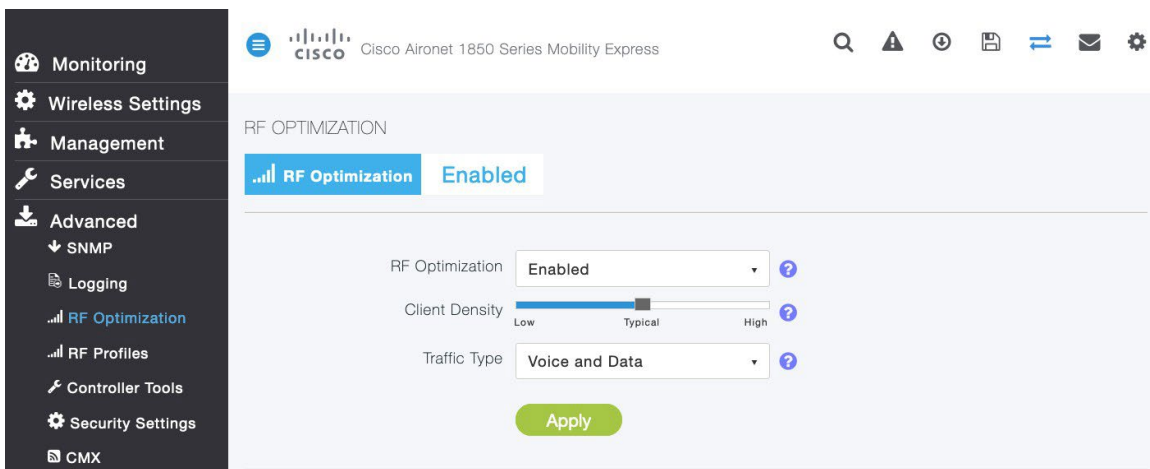 Monitoring
Wireless Settings
Management
Services
Advanced
SNMP
Logging
RF Optimization
RF Profiles
Controller Tools
Security Settings
CMX
CISCO Cisco Aironet 1850 Series Mobility Express
RF OPTIMIZATION
RF Optimization Enabled
RF Optimization Enabled ?
Client Density ?
Low Typical High
Traffic Type Voice and Data ?
Apply